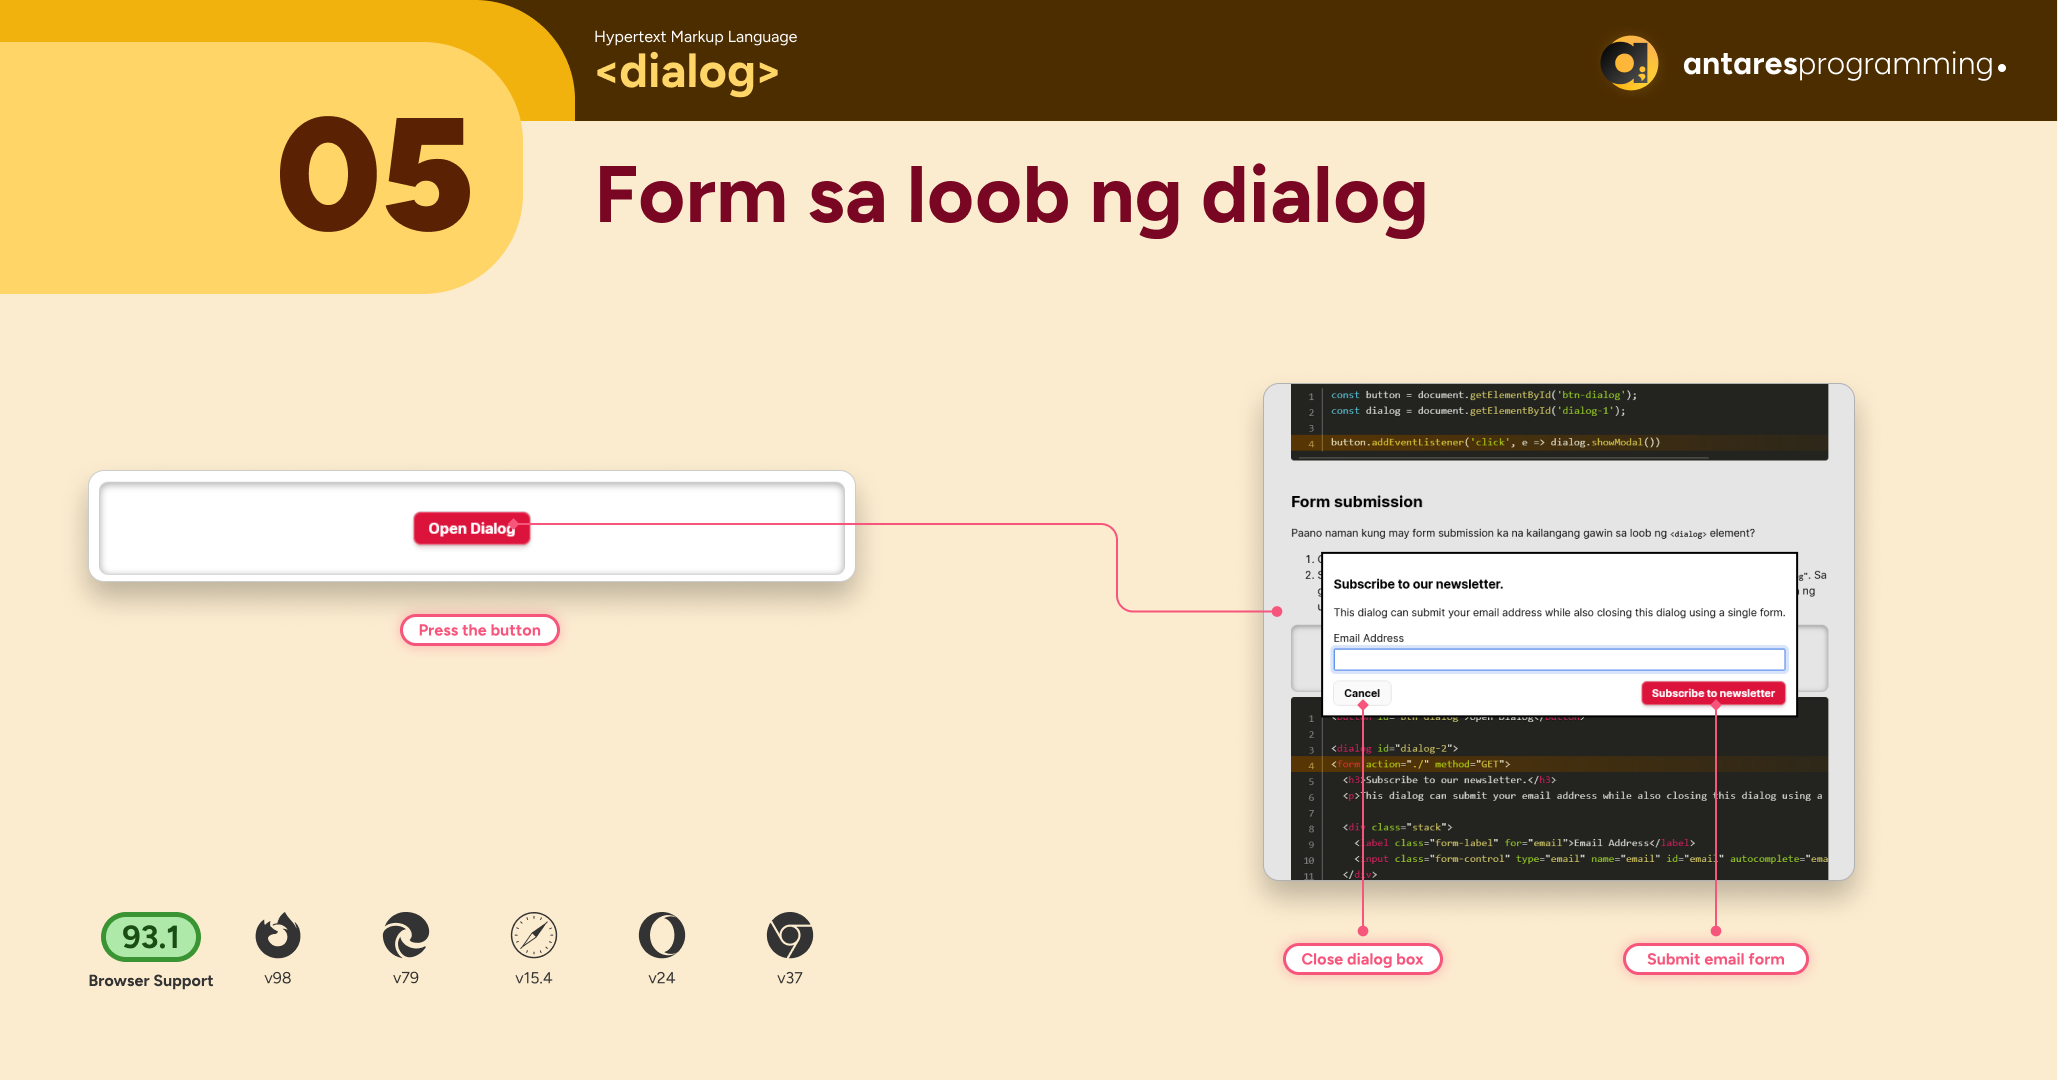 Hypertext Markup Language
<dialog>
antaresprogramming.
05
Form sa loob ng dialog
Open Dialog
Press the button
1 const button = document.getElementById('btn-dialog');
2 const dialog = document.getElementById('dialog-1');
3
4 button.addEventListener('click', e => dialog.showModal())
Form submission
Paano naman kung may form submission ka na kailangang gawin sa loob ng <dialog> element?
1.
2. g". Sa
ng
Subscribe to our newsletter.
This dialog can submit your email address while also closing this dialog using a single form.
Email Address
Cancel
Subscribe to newsletter
1 <button id="btn-dialog">Open Dialog</button>
2
3 <dialog id="dialog-2">
4 <form action="./" method="GET">
5 <h3>Subscribe to our newsletter.</h3>
6 <p>This dialog can submit your email address while also closing this dialog using a
7
8 <div class="stack">
9 <label class="form-label" for="email">Email Address</label>
10 <input class="form-control" type="email" name="email" id="email" autocomplete="ema
11 </div>
Close dialog box
Submit email form
93.1
Browser Support
v98
v79
v15.4
v24
v37